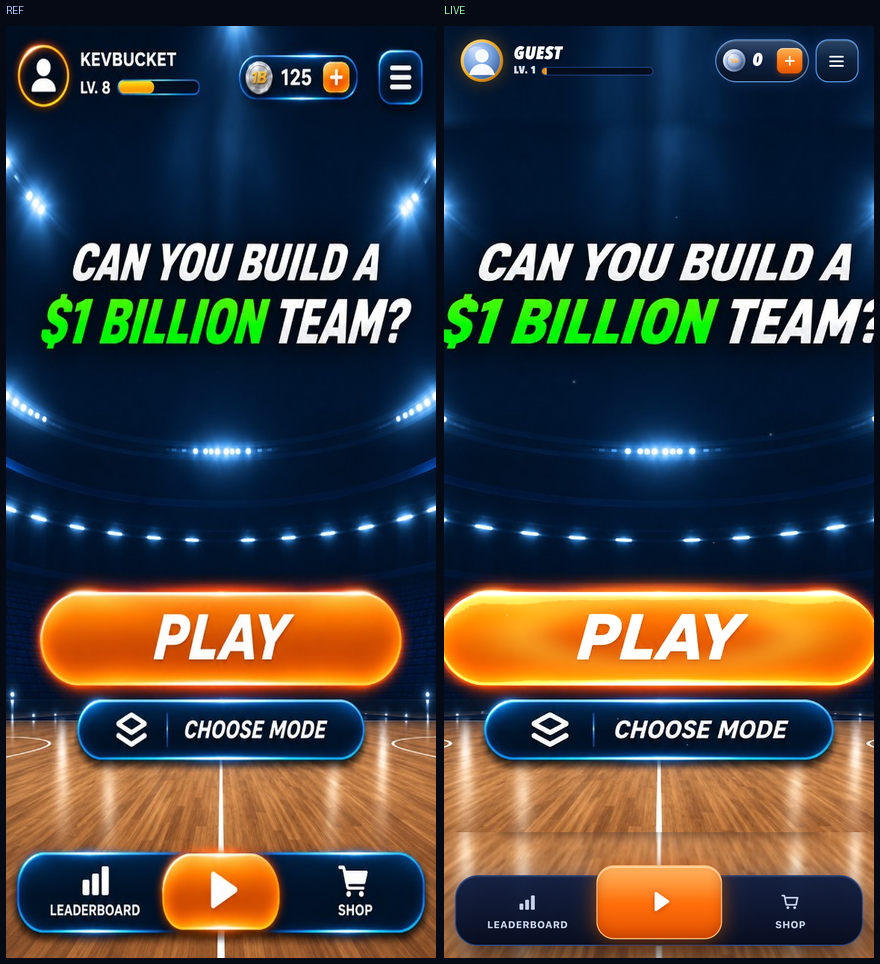 REF
KEVBUCKET
LV. 8
1B
125
+
CAN YOU BUILD A
$1 BILLION TEAM?
PLAY
CHOOSE MODE
LEADERBOARD
SHOP
LIVE
GUEST
LV. 1
0
+
CAN YOU BUILD A
$1 BILLION TEAM?
PLAY
CHOOSE MODE
LEADERBOARD
SHOP